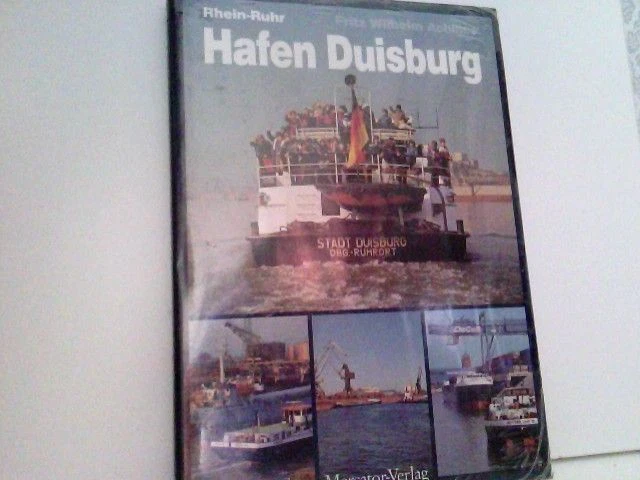 Rhein-Ruhr
Fritz Wilhelm Achilles
Hafen Duisburg
STADT DUISBURG
DBG.-RUHRORT
Mercator-Verlag